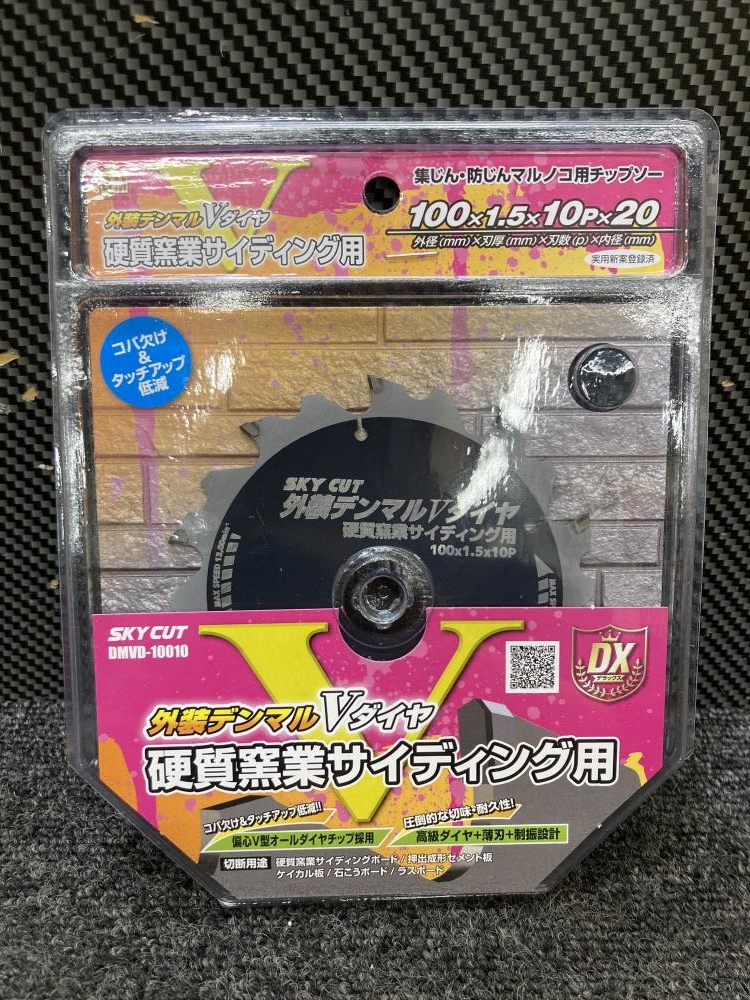 集じん・防じんマルノコ用チップソー
外装デンマルVダイヤ
硬質窯業サイディング用
100×1.5×10P×20
外径(mm)×刃厚(mm)×刃数(p)×内径(mm)
実用新案登録済
コバ欠け
&
タッチアップ
低減
SKY CUT
外装デンマルVダイヤ
硬質窯業サイディング用
100x1.5x10P
SKY CUT
DMVD-10010
DX
デラックス
V
外装デンマルVダイヤ
硬質窯業サイディング用
コバ欠け&タッチアップ低減!!
偏心V型オールダイヤチップ採用
圧倒的な切味・耐久性!
高級ダイヤ+薄刃+制振設計
切断用途 硬質窯業サイディングボード/押出成形セメント板
ケイカル板/石こうボード/ラスボード